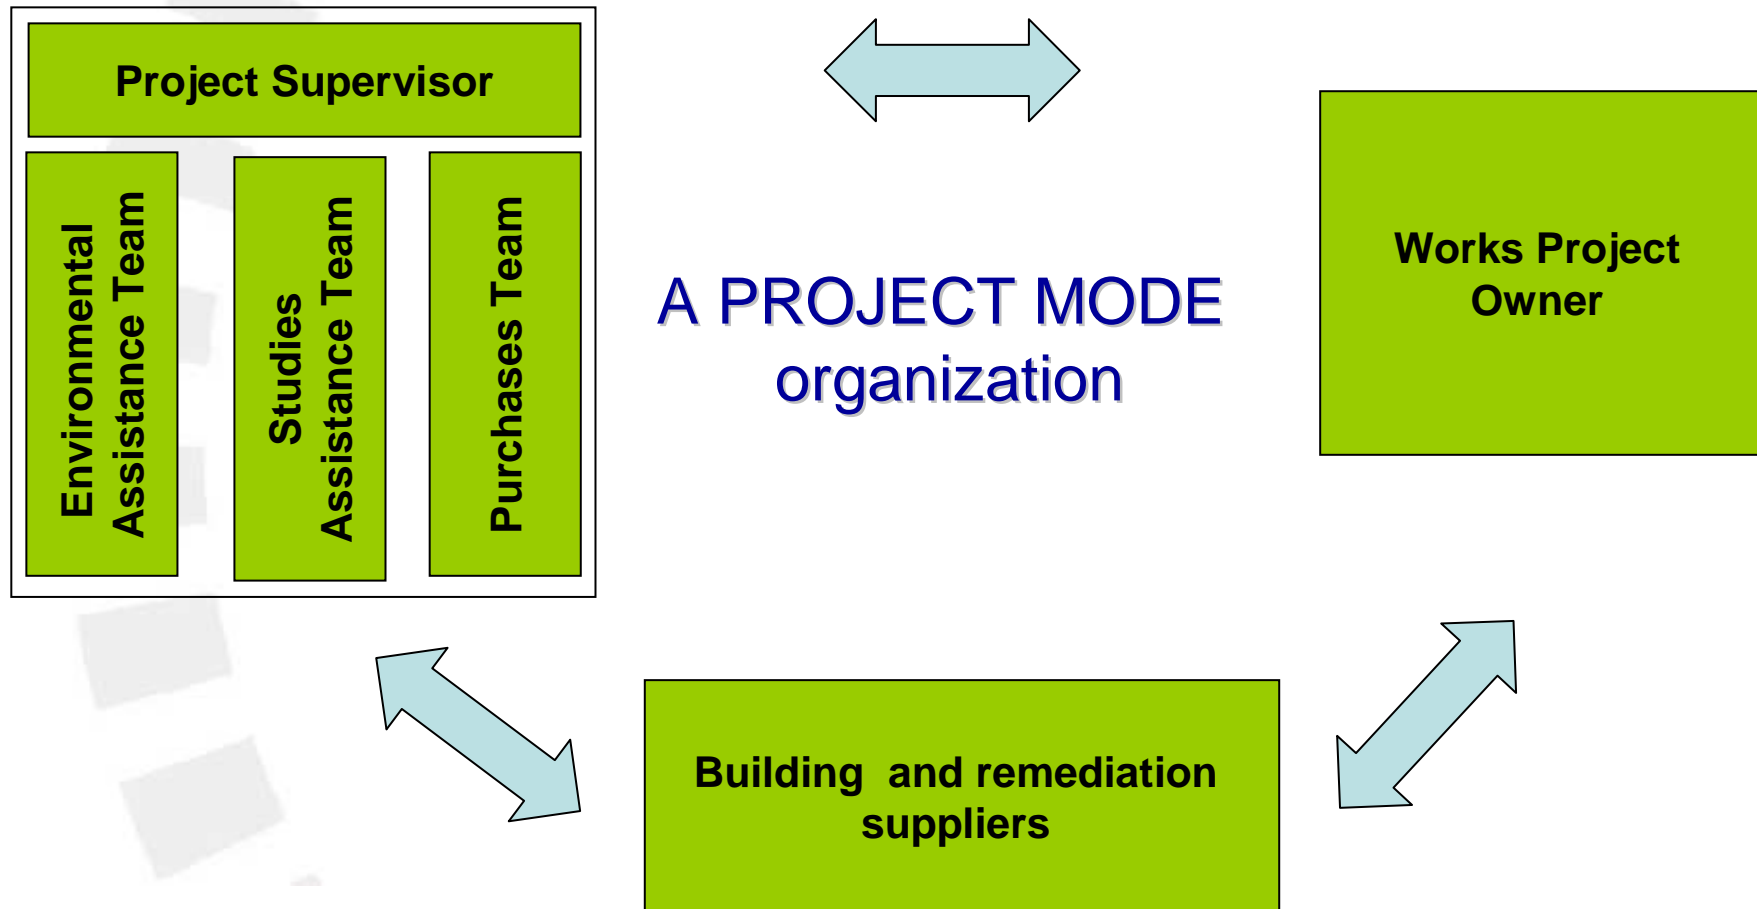 Project Supervisor
Environmental
Assistance Team
Studies
Assistance Team
Purchases Team
A PROJECT MODE
organization
Works Project
Owner
Building  and remediation
suppliers